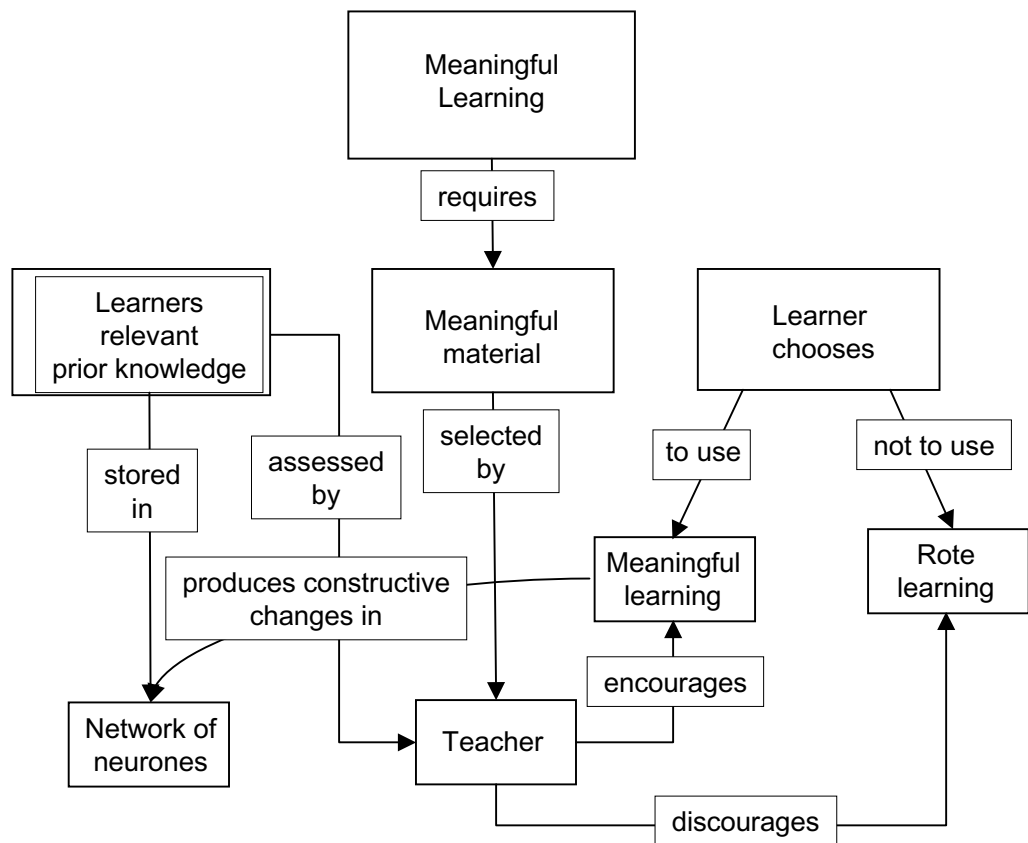 Meaningful
Learning
requires
Learners
relevant
prior knowledge
Meaningful
material
Learner
chooses
stored
in
assessed
by
selected
by
to use
not to use
produces constructive
changes in
Meaningful
learning
Rote
learning
encourages
Network of
neurones
Teacher
discourages